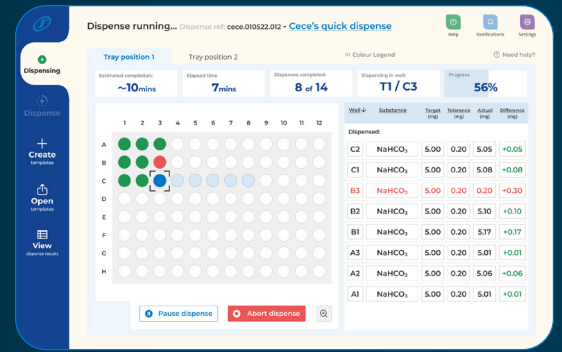 Dispense running... Dispense ref: cece.010522.012 - Cece's quick dispense
Help
Notifications
Settings
Dispensing
Dispense
Create
templates
Open
templates
View
dispense results
Tray position 1
Tray position 2
Colour Legend
Need help?
Estimated completion:
~10mins
Elapsed time
7mins
Dispenses completed:
8 of 14
Dispensing in well:
T1 / C3
Progress
56%
1 2 3 4 5 6 7 8 9 10 11 12
A
B
C
D
E
F
G
H
Pause dispense
Abort dispense
Well↓ Substance Target (mg) Tolerance (mg) Actual (mg) Difference (mg)
Dispensed:
C2 NaHCO₃ 5.00 0.20 5.05 +0.05
C1 NaHCO₃ 5.00 0.20 5.08 +0.08
B3 NaHCO₃ 5.00 0.20 0.20 +0.30
B2 NaHCO₃ 5.00 0.20 5.10 +0.10
B1 NaHCO₃ 5.00 0.20 5.17 +0.17
A3 NaHCO₃ 5.00 0.20 5.01 +0.01
A2 NaHCO₃ 5.00 0.20 5.06 +0.06
A1 NaHCO₃ 5.00 0.20 5.01 +0.01